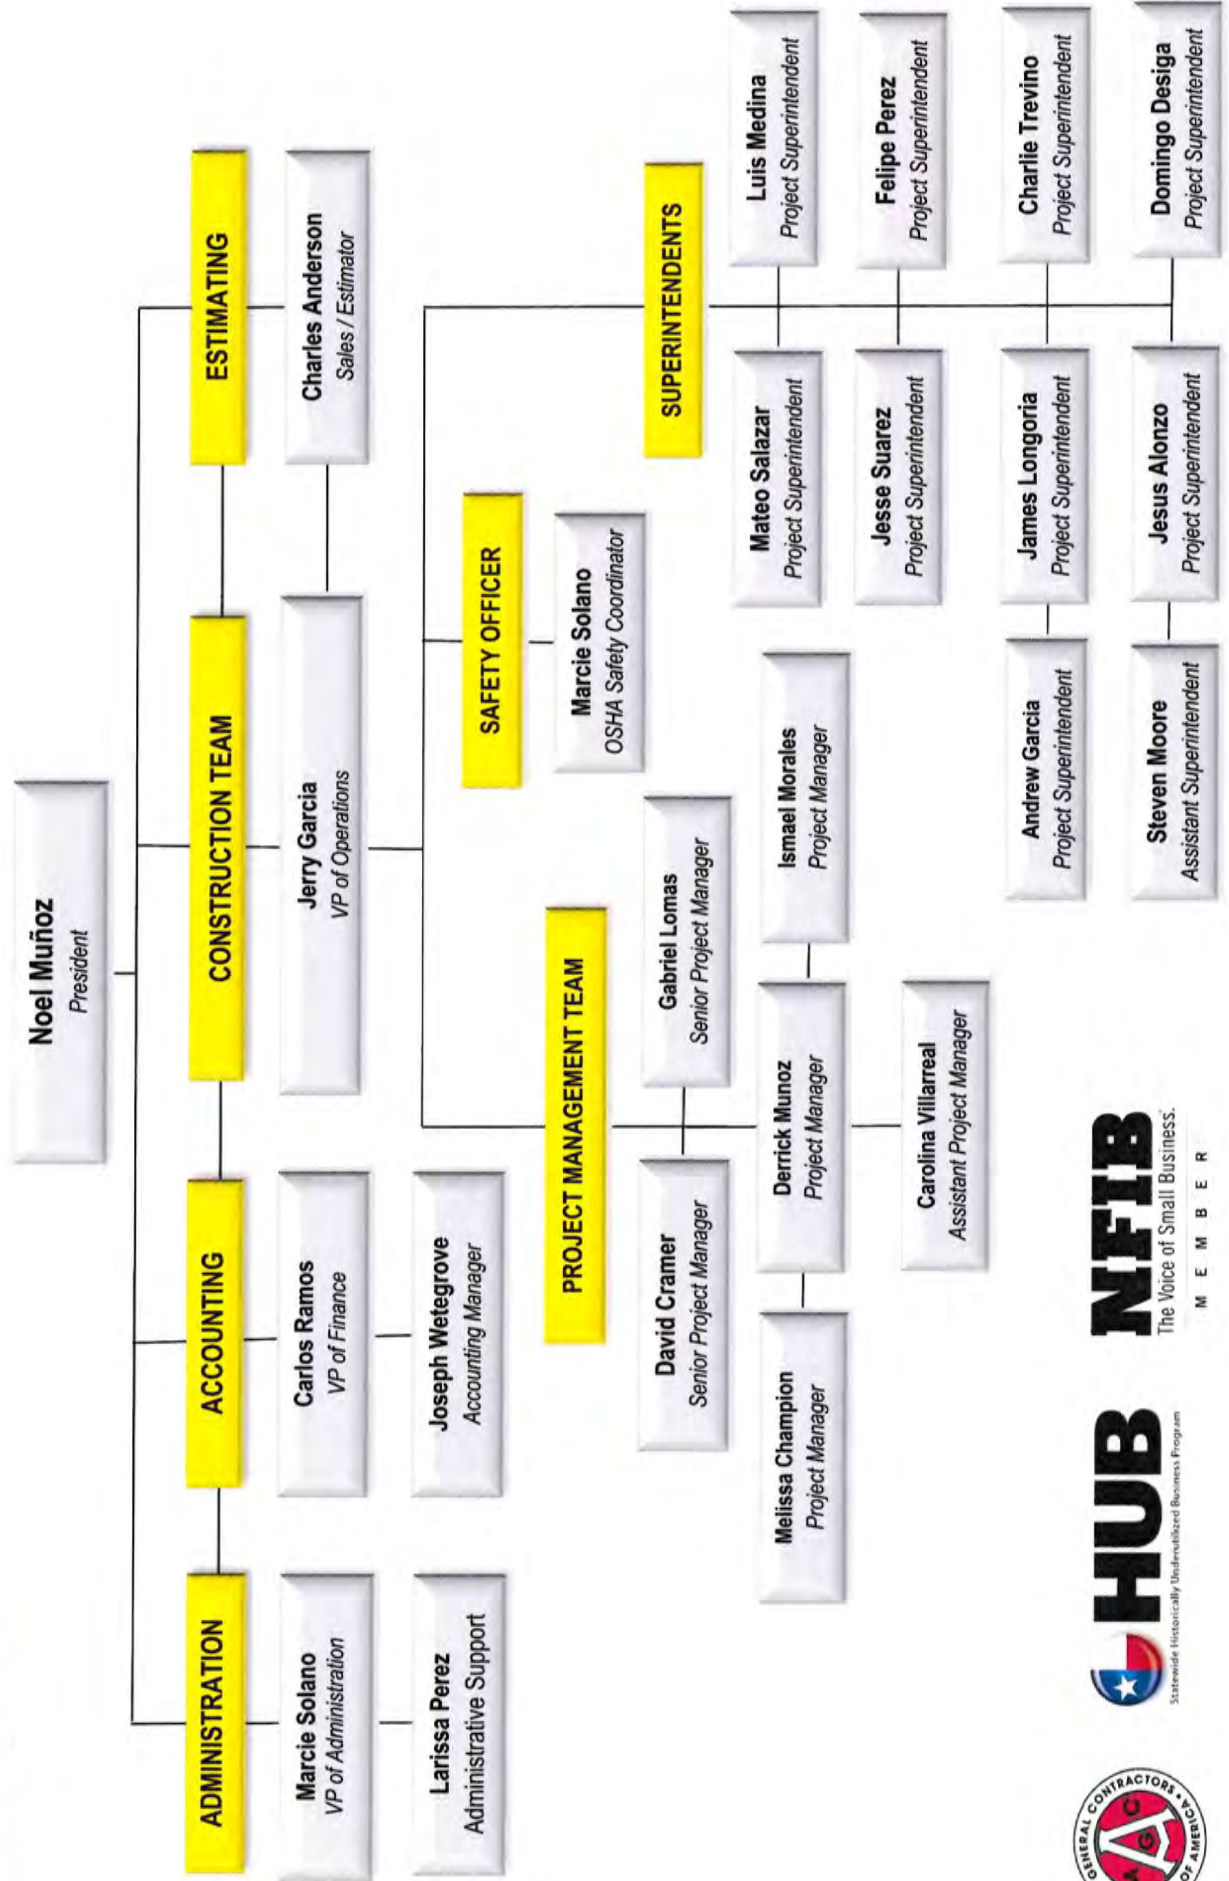 Noel Muñoz
President
ADMINISTRATION
ACCOUNTING
CONSTRUCTION TEAM
ESTIMATING
Marcie Solano
VP of Administration
Carlos Ramos
VP of Finance
Jerry Garcia
VP of Operations
Charles Anderson
Sales / Estimator
Larissa Perez
Administrative Support
Joseph Wetegrove
Accounting Manager
SAFETY OFFICER
Marcie Solano
OSHA Safety Coordinator
PROJECT MANAGEMENT TEAM
David Cramer
Senior Project Manager
Gabriel Lomas
Senior Project Manager
Melissa Champion
Project Manager
Derrick Munoz
Project Manager
Ismael Morales
Project Manager
Carolina Villarreal
Assistant Project Manager
SUPERINTENDENTS
Mateo Salazar
Project Superintendent
Luis Medina
Project Superintendent
Jesse Suarez
Project Superintendent
Felipe Perez
Project Superintendent
Andrew Garcia
Project Superintendent
James Longoria
Project Superintendent
Charlie Trevino
Project Superintendent
Steven Moore
Assistant Superintendent
Jesus Alonzo
Project Superintendent
Domingo Desiga
Project Superintendent
GENERAL CONTRACTORS
OF AMERICA
AGC
HUB
Statewide Historically Underutilized Business Program
NFIB
The Voice of Small Business.
MEMBER